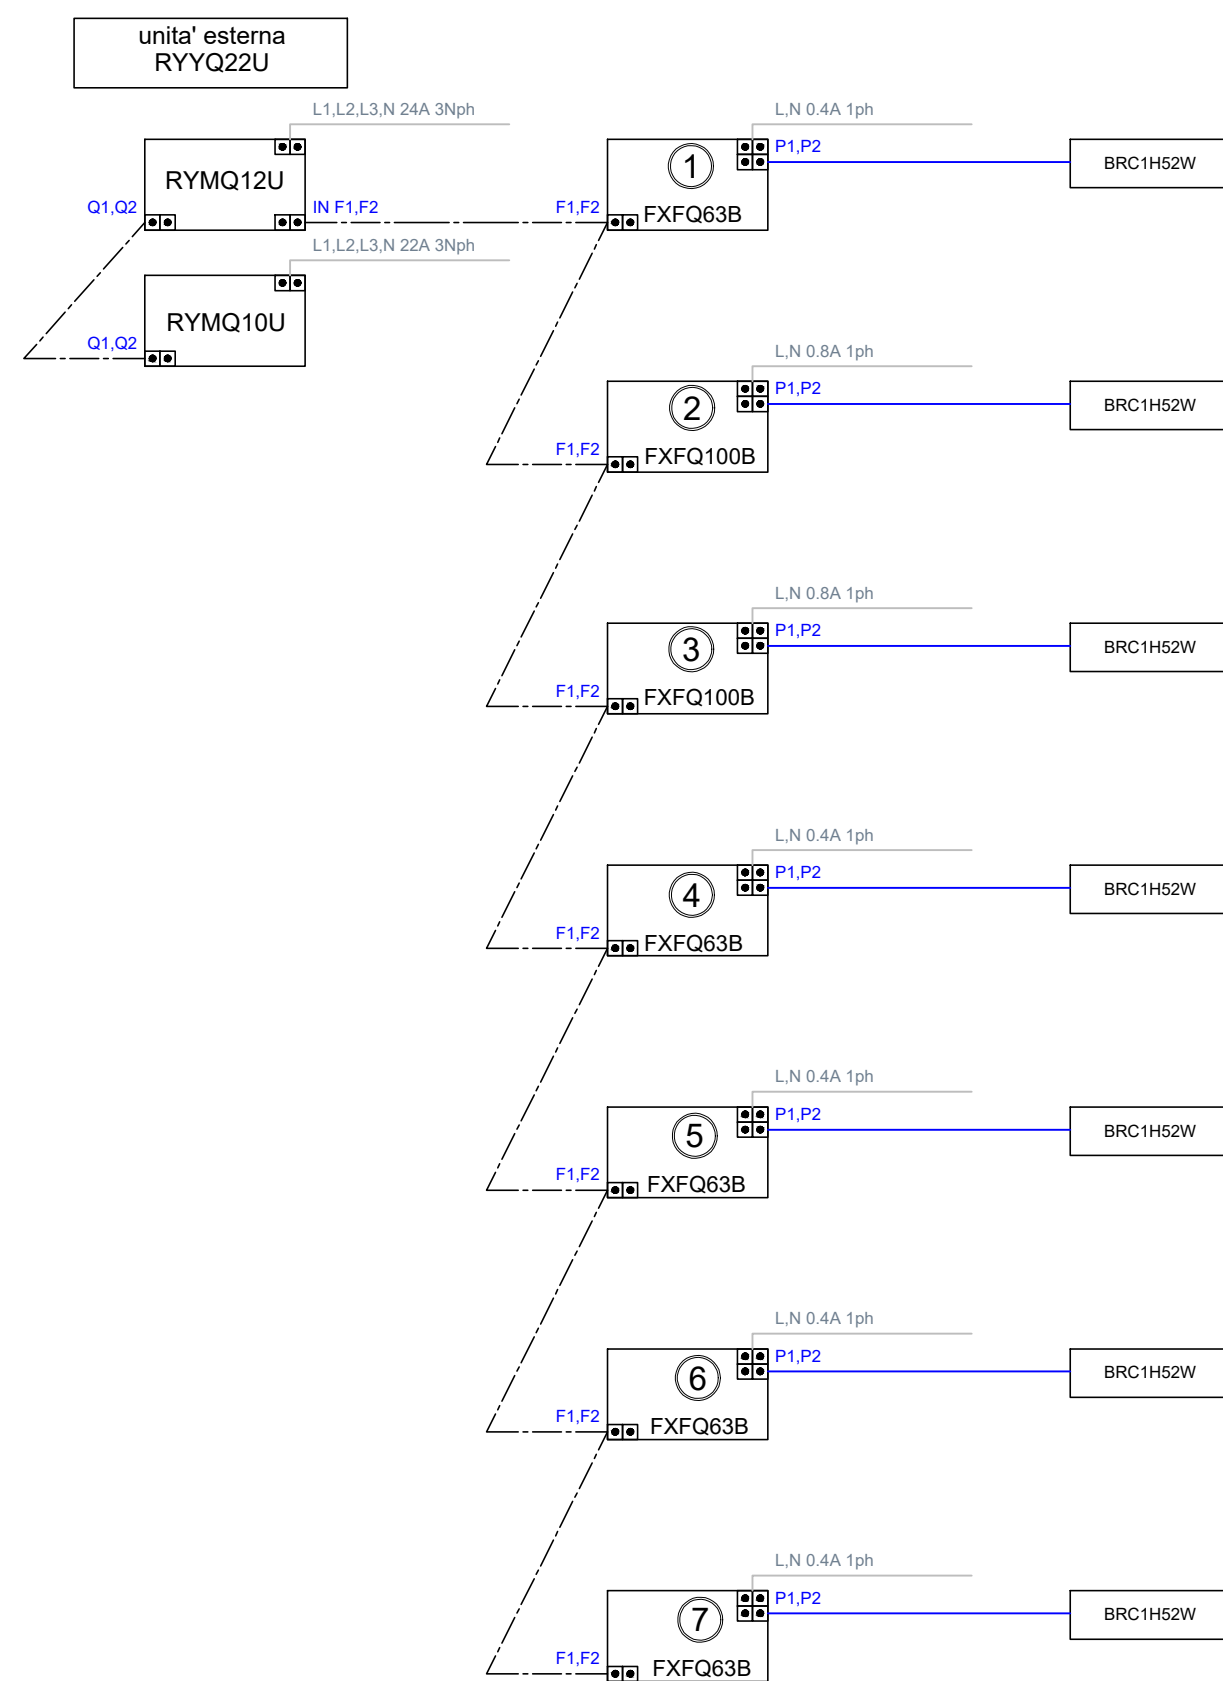 unita' esterna
RYYQ22U
L1,L2,L3,N 24A 3Nph
RYMQ12U
Q1,Q2
IN F1,F2
L1,L2,L3,N 22A 3Nph
RYMQ10U
Q1,Q2
L,N 0.4A 1ph
P1,P2
1
BRC1H52W
F1,F2
FXFQ63B
L,N 0.8A 1ph
P1,P2
2
BRC1H52W
F1,F2
FXFQ100B
L,N 0.8A 1ph
P1,P2
3
BRC1H52W
F1,F2
FXFQ100B
L,N 0.4A 1ph
P1,P2
4
BRC1H52W
F1,F2
FXFQ63B
L,N 0.4A 1ph
P1,P2
5
BRC1H52W
F1,F2
FXFQ63B
L,N 0.4A 1ph
P1,P2
6
BRC1H52W
F1,F2
FXFQ63B
L,N 0.4A 1ph
P1,P2
7
BRC1H52W
F1,F2
FXFQ63B